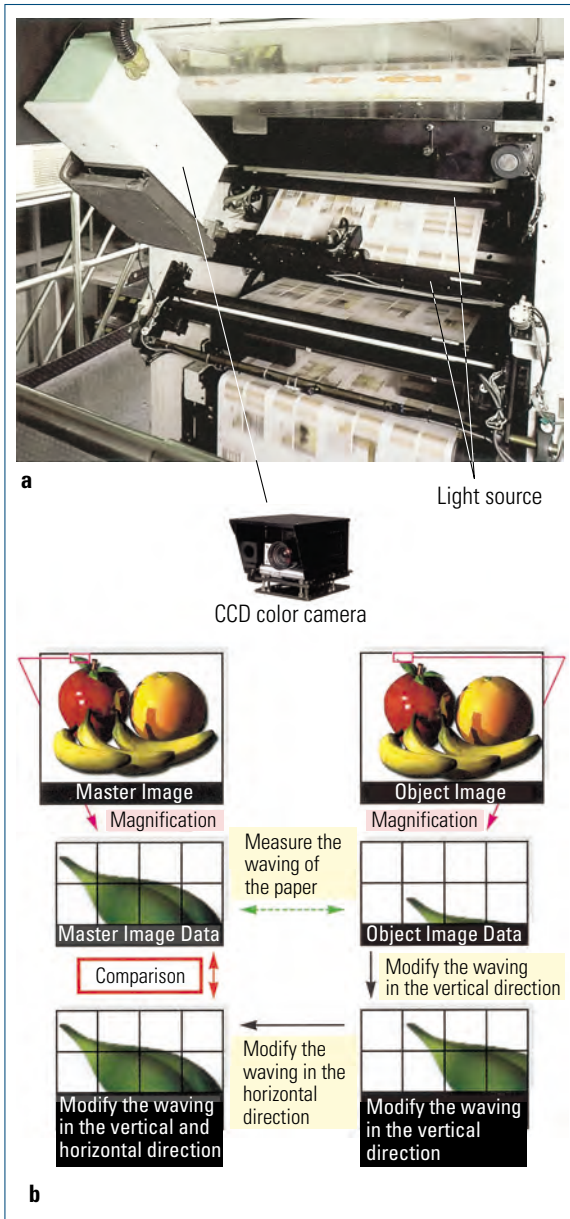 a
Light source
CCD color camera
Master Image
Object Image
Magnification
Magnification
Measure the
waving of
the paper
Master Image Data
Object Image Data
Comparison
Modify the waving
in the vertical direction
Modify the
waving in the
horizontal
direction
Modify the waving
in the vertical and
horizontal direction
Modify the waving
in the vertical
direction
b